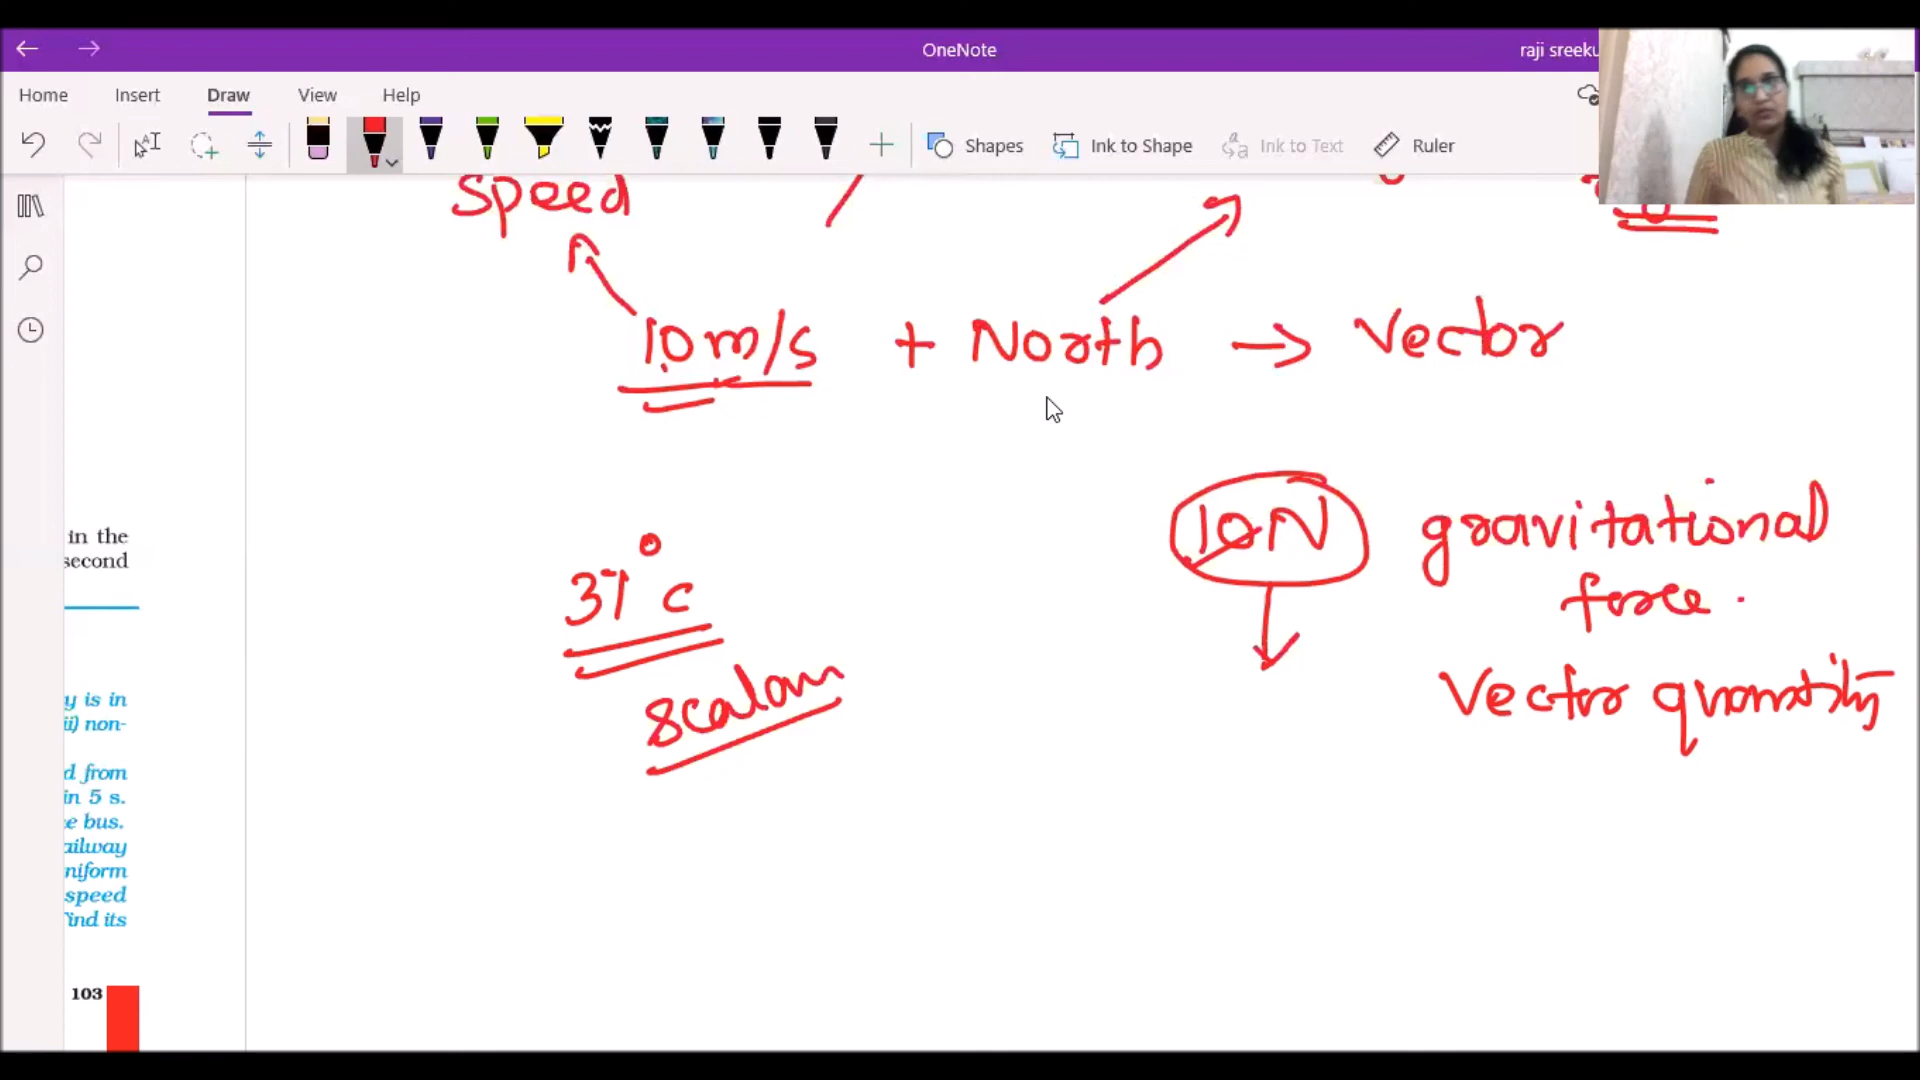 OneNote
raji sreeku
Home Insert Draw View Help
Shapes Ink to Shape Ink to Text Ruler
Speed
10 m/s + North → Vector
10N gravitational
force.
Vector quantity
37°c
Scalar
in the
second
y is in
ii) non-
d from
in 5 s.
e bus.
ailway
niform
speed
Find its
103